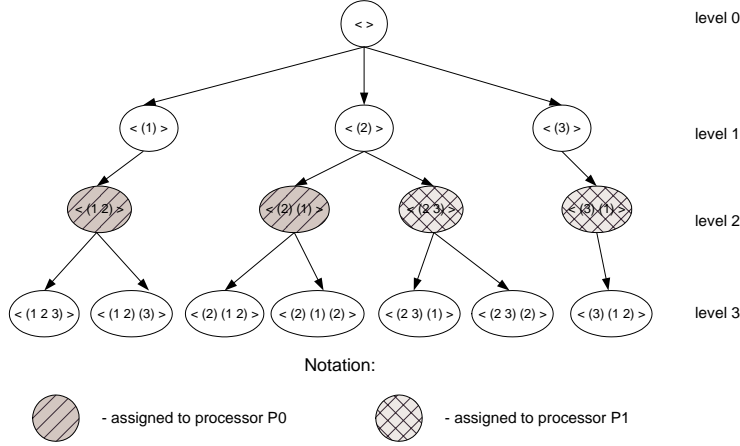 < >
level 0
< (1) >
< (2) >
< (3) >
level 1
< (1 2) >
< (2) (1) >
< (2 3) >
< (3) (1) >
level 2
< (1 2 3) >
< (1 2) (3) >
< (2) (1 2) >
< (2) (1) (2) >
< (2 3) (1) >
< (2 3) (2) >
< (3) (1 2) >
level 3
Notation:
- assigned to processor P0
- assigned to processor P1